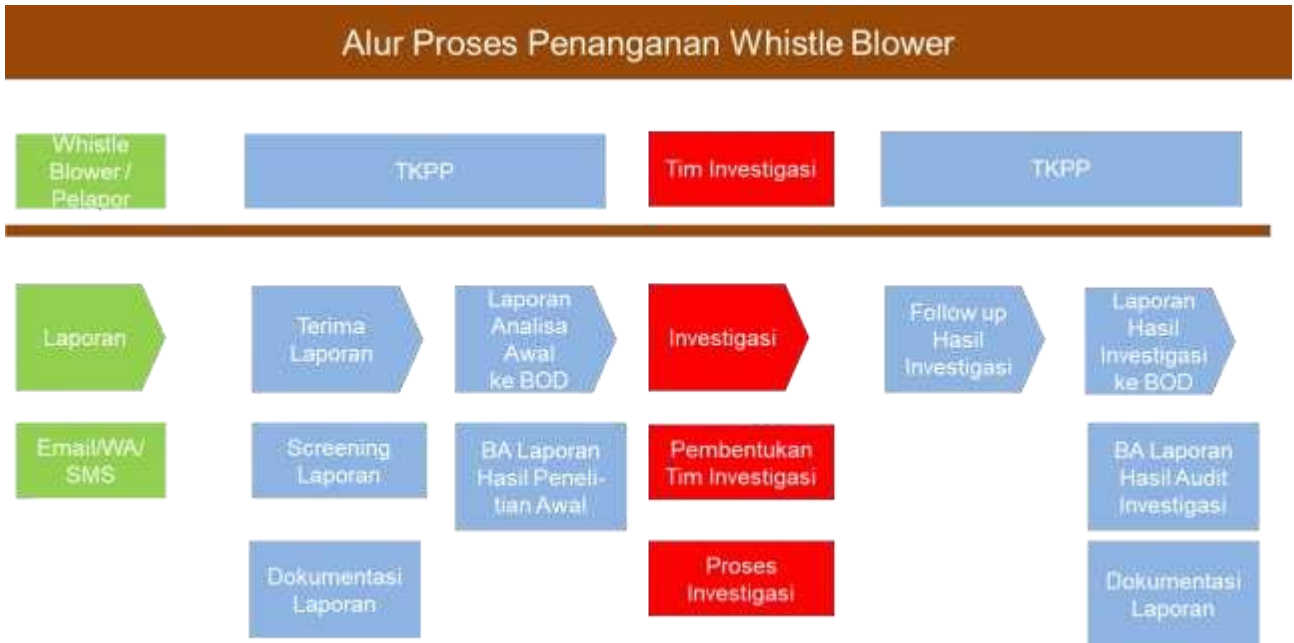 Alur Proses Penanganan Whistle Blower
Whistle
Blower /
Pelapor
TKPP
Tim Investigasi
TKPP
Laporan
Terima
Laporan
Laporan
Analisa
Awal
ke BOD
Investigasi
Follow up
Hasil
Investigasi
Laporan
Hasil
Investigasi
ke BOD
Email/WA/
SMS
Screening
Laporan
BA Laporan
Hasil Peneli-
tian Awal
Pembentukan
Tim Investigasi
BA Laporan
Hasil Audit
Investigasi
Dokumentasi
Laporan
Proses
Investigasi
Dokumentasi
Laporan